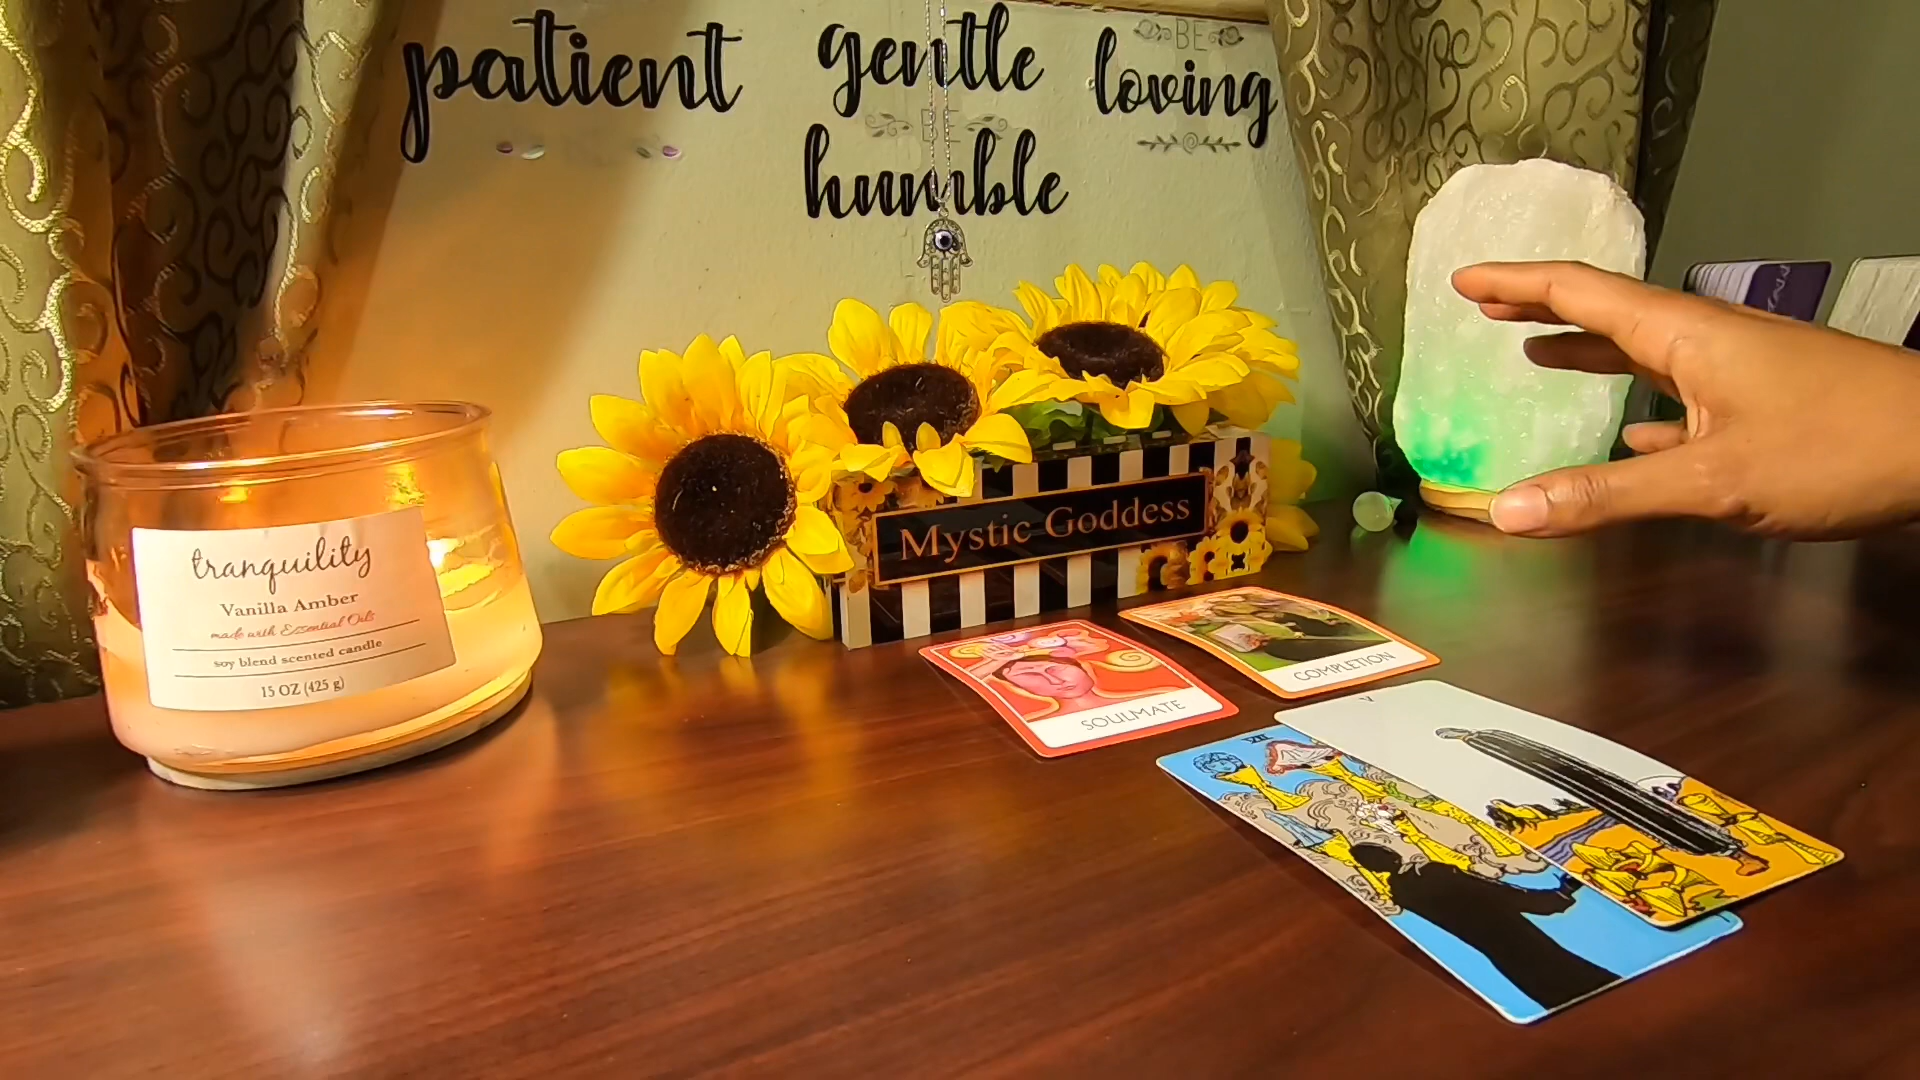 patient
gentle
BE
loving
BE
humble
Mystic Goddess
tranquility
Vanilla Amber
made with Essential Oils
soy blend scented candle
15 OZ (425 g)
SOULMATE
COMPLETION
V
VII